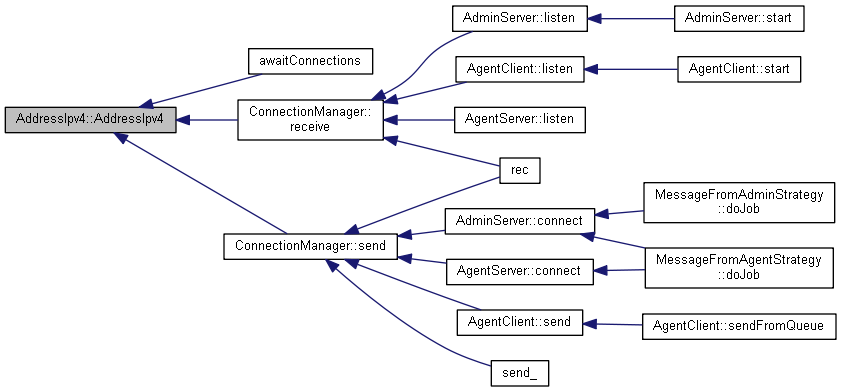 AddressIpv4::AddressIpv4
awaitConnections
ConnectionManager::
receive
AdminServer::listen
AdminServer::start
AgentClient::listen
AgentClient::start
AgentServer::listen
rec
ConnectionManager::send
AdminServer::connect
MessageFromAdminStrategy
::doJob
MessageFromAgentStrategy
::doJob
AgentServer::connect
AgentClient::send
AgentClient::sendFromQueue
send_